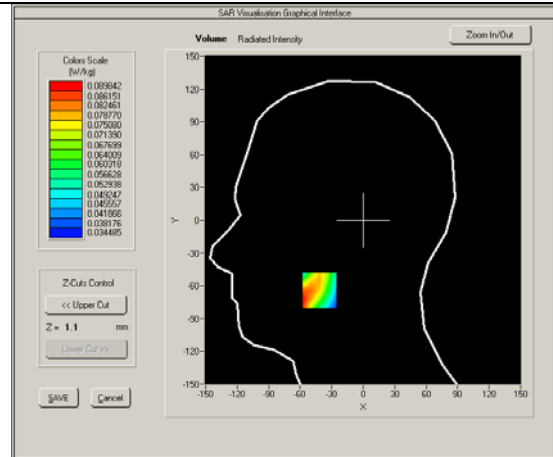 SAR Visualisation Graphical Interface
Volume Radiated Intensity
Zoom In/Out
Colors Scale
(W/kg)
0.089842
0.086151
0.082461
0.078770
0.075080
0.071390
0.067699
0.064009
0.060318
0.056628
0.052938
0.049247
0.045557
0.041866
0.038176
0.034485
Z-Cuts Control
<< Upper Cut
Z = 1.1 mm
Lower Cut >>
SAVE Cancel
150
120
90
60
30
0
-30
-60
-90
-120
-150
Y
-150 -120 -90 -60 -30 0 30 60 90 120 150
X